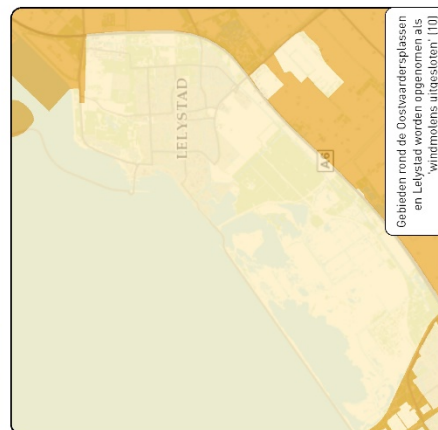 LELYSTAD
A6
Gebieden rond de Oostvaardersplassen
en Lelystad worden opgenomen als
'windmolens uitgesloten' [10]